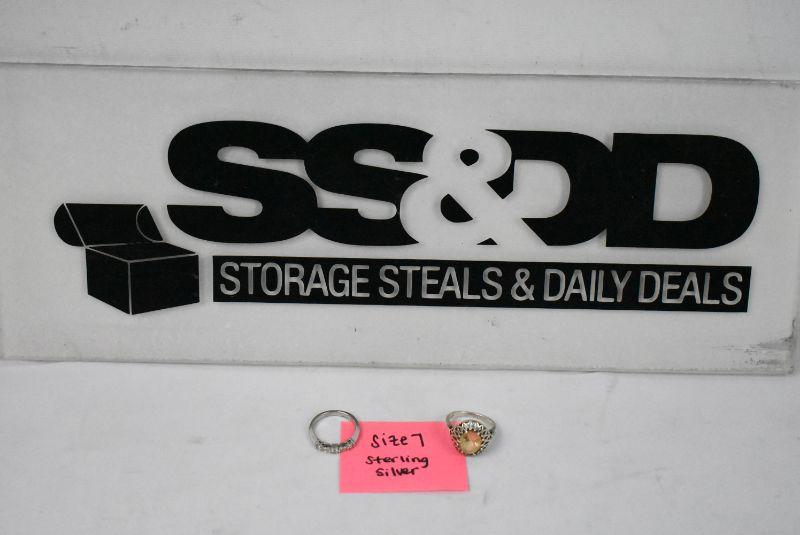 SS&DD
STORAGE STEALS & DAILY DEALS
Size 7
Sterling
Silver